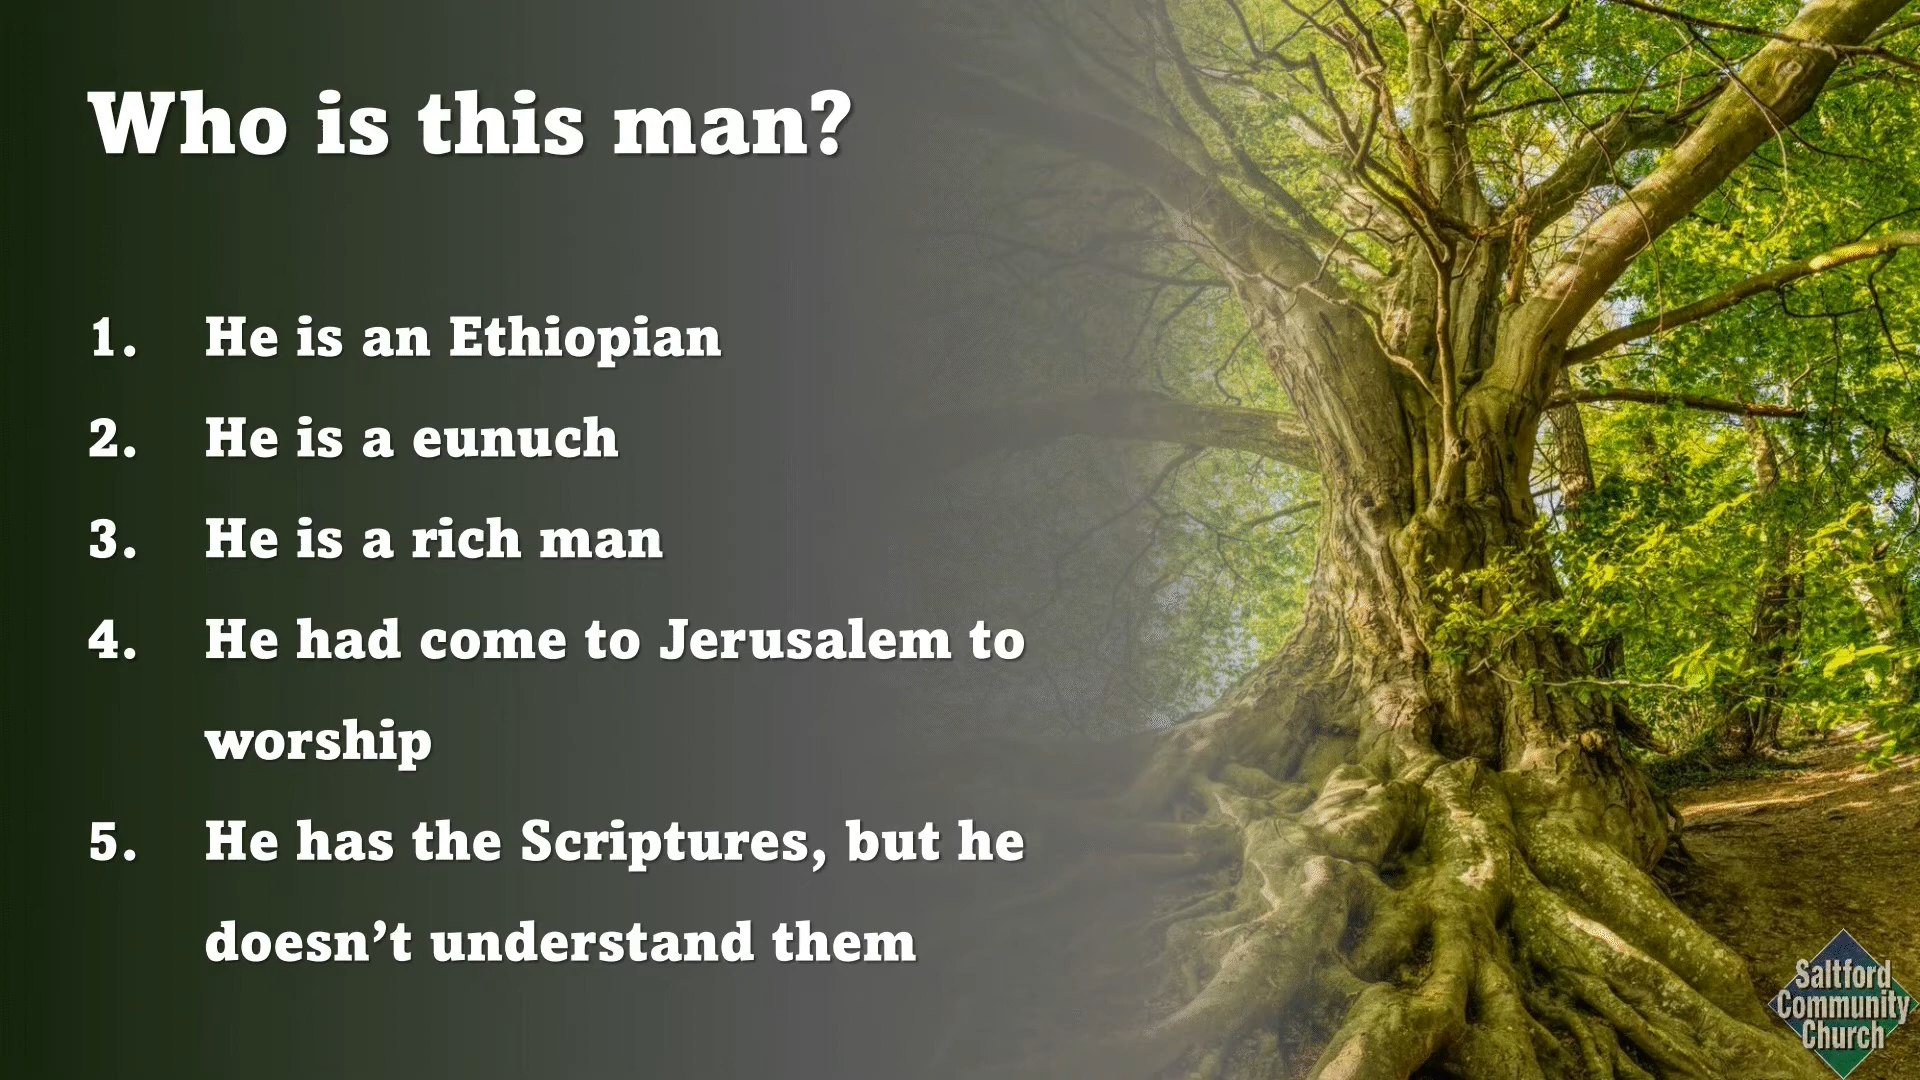 Who is this man?
1. He is an Ethiopian
2. He is a eunuch
3. He is a rich man
4. He had come to Jerusalem to
worship
5. He has the Scriptures, but he
doesn’t understand them
Saltford
Community
Church